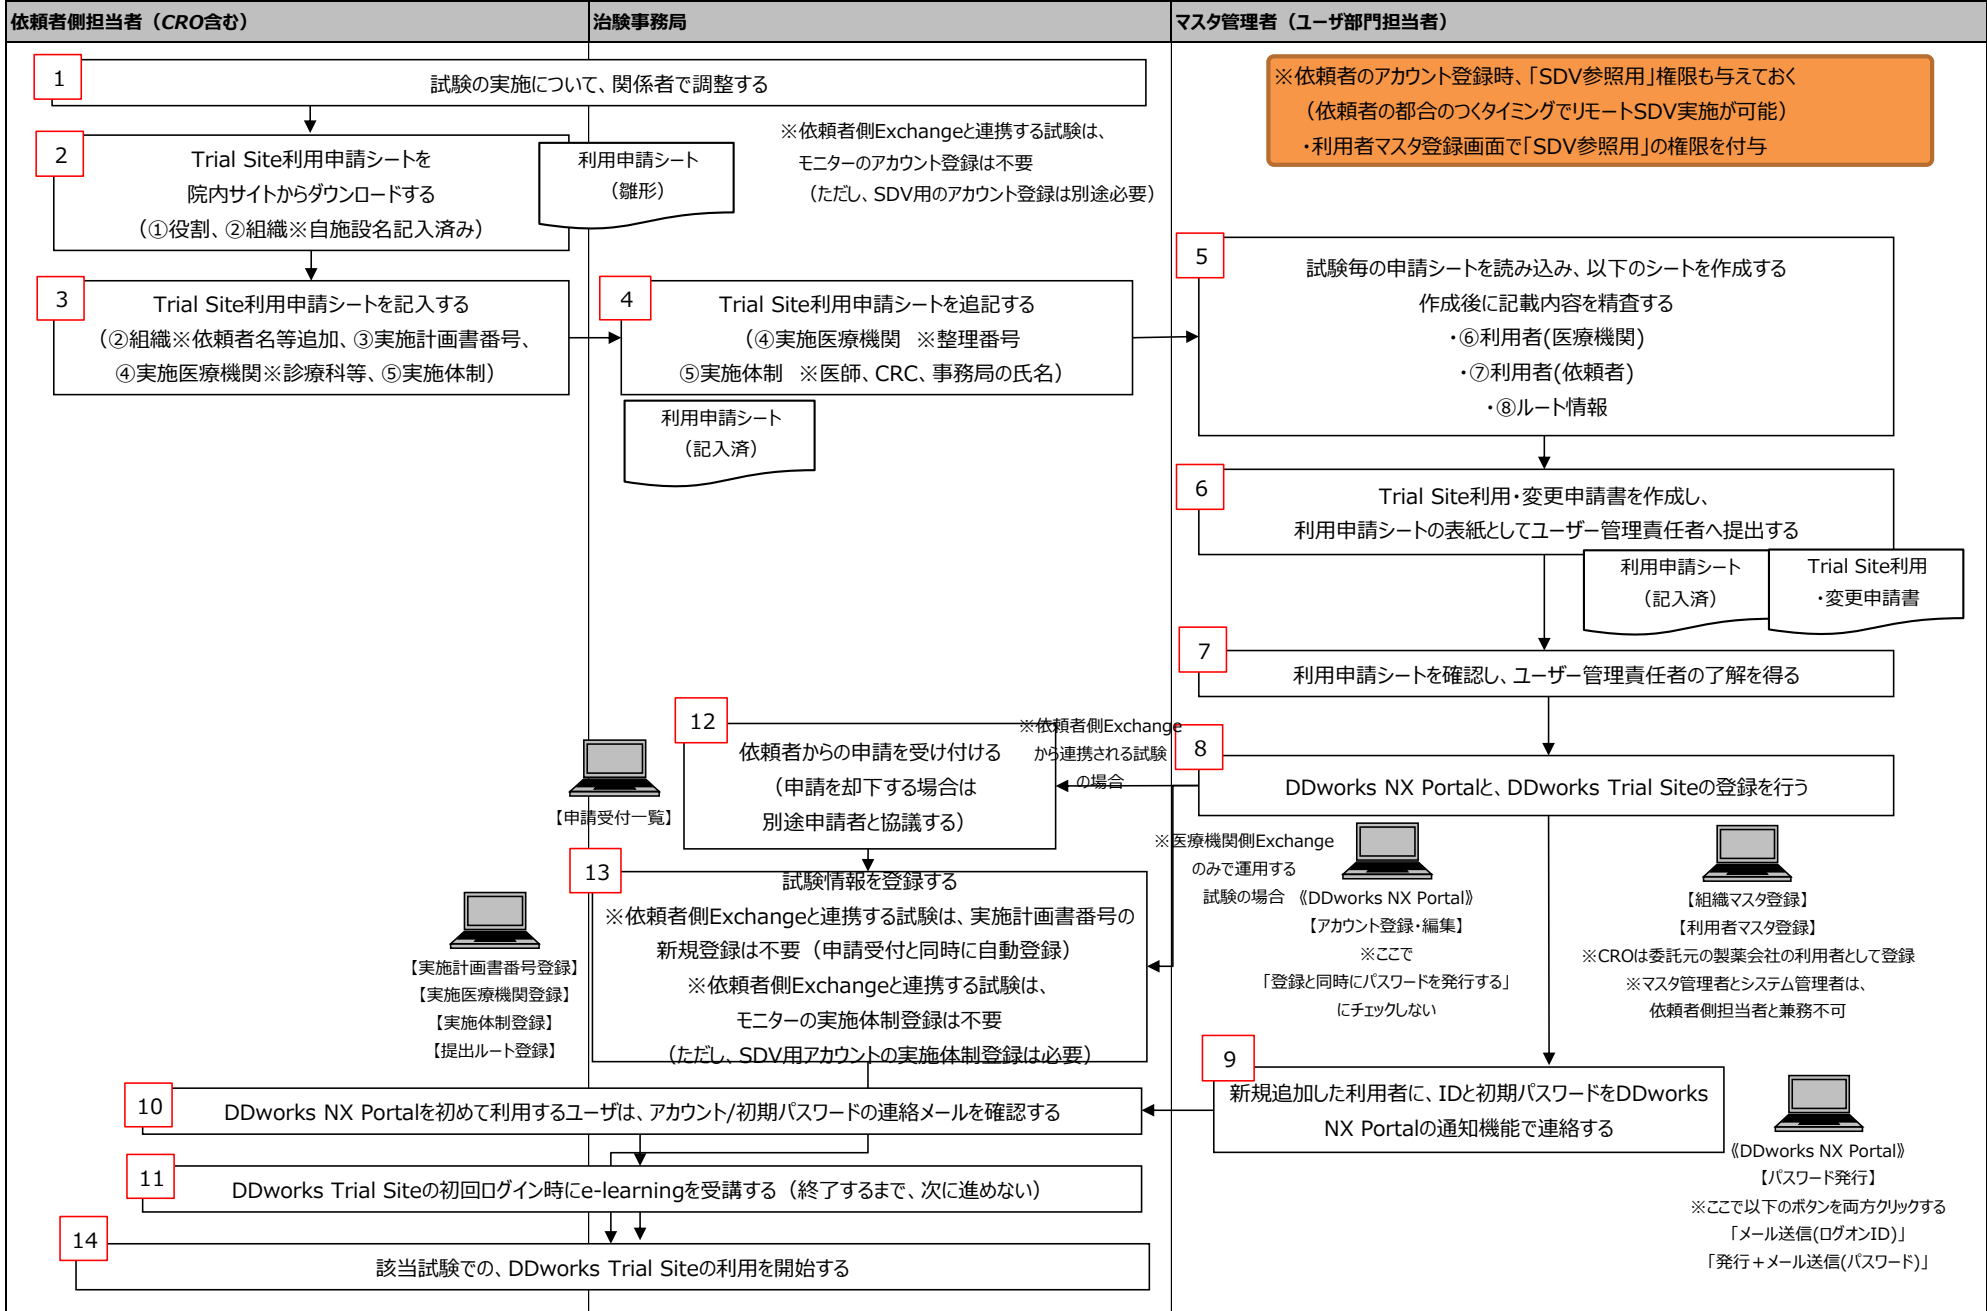 依頼者側担当者（CRO含む）
治験事務局
マスタ管理者（ユーザ部門担当者）
1
試験の実施について、関係者で調整する
※依頼者のアカウント登録時、「SDV参照用」権限も与えておく
（依頼者の都合のつくタイミングでリモートSDV実施が可能）
・利用者マスタ登録画面で「SDV参照用」の権限を付与
2
Trial Site利用申請シートを
院内サイトからダウンロードする
（①役割、②組織※自施設名記入済み）
利用申請シート
（雛形）
※依頼者側Exchangeと連携する試験は、
モニターのアカウント登録は不要
（ただし、SDV用のアカウント登録は別途必要）
3
Trial Site利用申請シートを記入する
（②組織※依頼者名等追加、③実施計画書番号、
④実施医療機関※診療科等、⑤実施体制）
4
Trial Site利用申請シートを追記する
（④実施医療機関　※整理番号
⑤実施体制　※医師、CRC、事務局の氏名）
利用申請シート
（記入済）
5
試験毎の申請シートを読み込み、以下のシートを作成する
作成後に記載内容を精査する
・⑥利用者(医療機関)
・⑦利用者(依頼者)
・⑧ルート情報
6
Trial Site利用・変更申請書を作成し、
利用申請シートの表紙としてユーザー管理責任者へ提出する
利用申請シート
（記入済）
Trial Site利用
・変更申請書
7
利用申請シートを確認し、ユーザー管理責任者の了解を得る
8
DDworks NX Portalと、DDworks Trial Siteの登録を行う
※依頼者側Exchange
から連携される試験
の場合
12
依頼者からの申請を受け付ける
（申請を却下する場合は
別途申請者と協議する）
【申請受付一覧】
※医療機関側Exchange
のみで運用する
試験の場合
《DDworks NX Portal》
【アカウント登録・編集】
※ここで
「登録と同時にパスワードを発行する」
にチェックしない
【組織マスタ登録】
【利用者マスタ登録】
※CROは委託元の製薬会社の利用者として登録
※マスタ管理者とシステム管理者は、
依頼者側担当者と兼務不可
13
試験情報を登録する
※依頼者側Exchangeと連携する試験は、実施計画書番号の
新規登録は不要（申請受付と同時に自動登録）
※依頼者側Exchangeと連携する試験は、
モニターの実施体制登録は不要
（ただし、SDV用アカウントの実施体制登録は必要）
【実施計画書番号登録】
【実施医療機関登録】
【実施体制登録】
【提出ルート登録】
9
新規追加した利用者に、IDと初期パスワードをDDworks
NX Portalの通知機能で連絡する
《DDworks NX Portal》
【パスワード発行】
※ここで以下のボタンを両方クリックする
「メール送信(ログオンID)」
「発行＋メール送信(パスワード)」
10
DDworks NX Portalを初めて利用するユーザは、アカウント/初期パスワードの連絡メールを確認する
11
DDworks Trial Siteの初回ログイン時にe-learningを受講する（終了するまで、次に進めない）
14
該当試験での、DDworks Trial Siteの利用を開始する